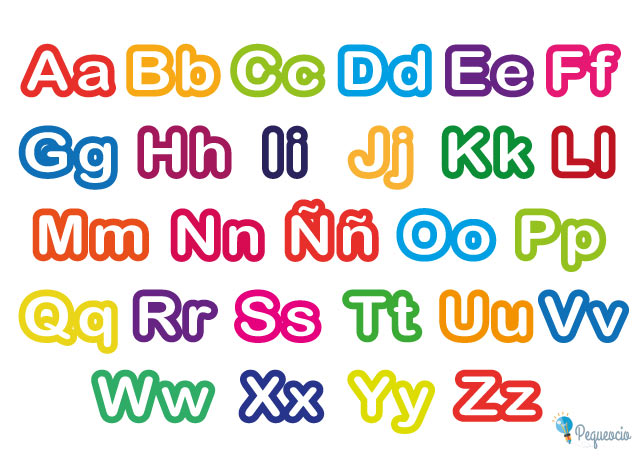 Aa Bb Cc Dd Ee Ff
Gg Hh Ii Jj Kk Ll
Mm Nn Ññ Oo Pp
Qq Rr Ss Tt Uu Vv
Ww Xx Yy Zz
Pequeocio